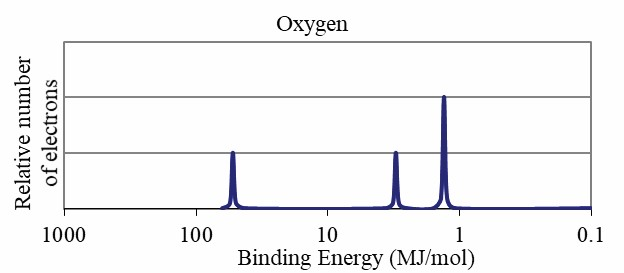 Oxygen
Relative number
of electrons
1000 100 10 1 0.1
Binding Energy (MJ/mol)